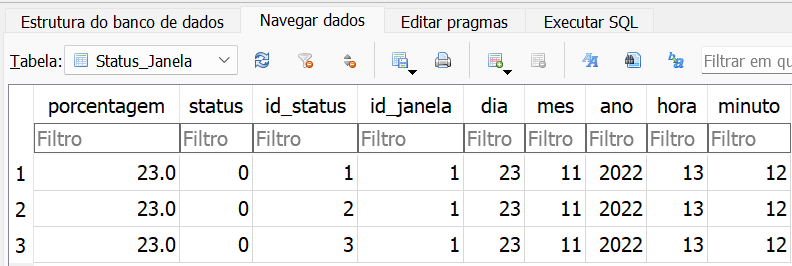 Estrutura do banco de dados Navegar dados Editar pragmas Executar SQL
Tabela: Status_Janela Filtrar em qu
porcentagem status id_status id_janela dia mes ano hora minuto
Filtro Filtro Filtro Filtro Filtro Filtro Filtro Filtro Filtro
1 23.0 0 1 1 23 11 2022 13 12
2 23.0 0 2 1 23 11 2022 13 12
3 23.0 0 3 1 23 11 2022 13 12